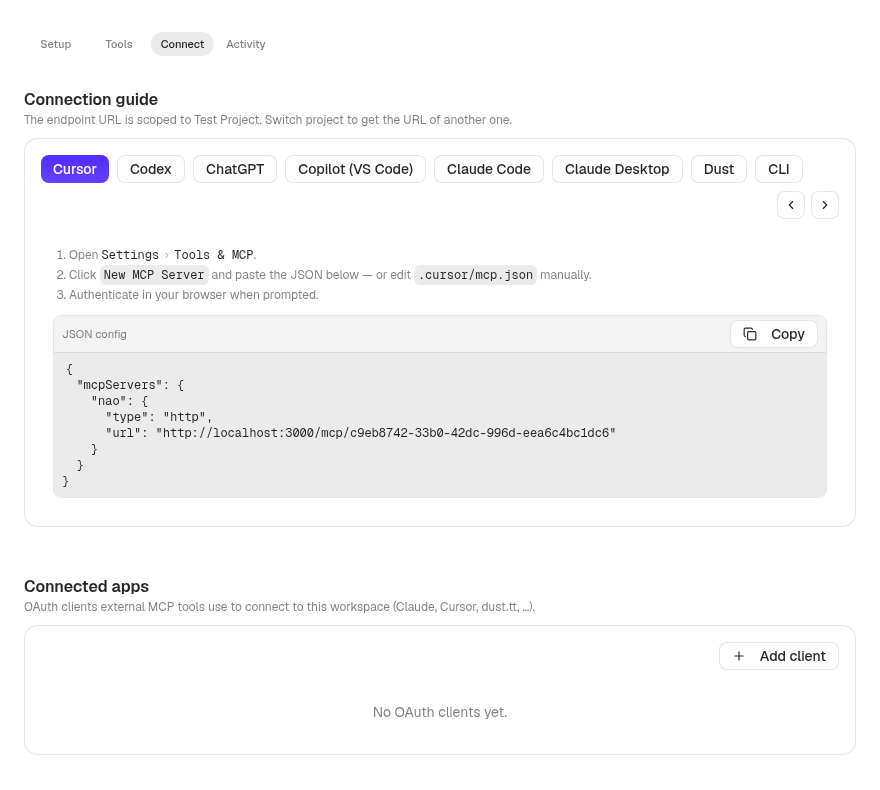 Setup Tools Connect Activity
Connection guide
The endpoint URL is scoped to Test Project. Switch project to get the URL of another one.
Cursor Codex ChatGPT Copilot (VS Code) Claude Code Claude Desktop Dust CLI
1. Open Settings › Tools & MCP.
2. Click New MCP Server and paste the JSON below — or edit .cursor/mcp.json manually.
3. Authenticate in your browser when prompted.
JSON config Copy
{
  "mcpServers": {
    "nao": {
      "type": "http",
      "url": "http://localhost:3000/mcp/c9eb8742-33b0-42dc-996d-eea6c4bc1dc6"
    }
  }
}
Connected apps
OAuth clients external MCP tools use to connect to this workspace (Claude, Cursor, dust.tt, …).
Add client
No OAuth clients yet.